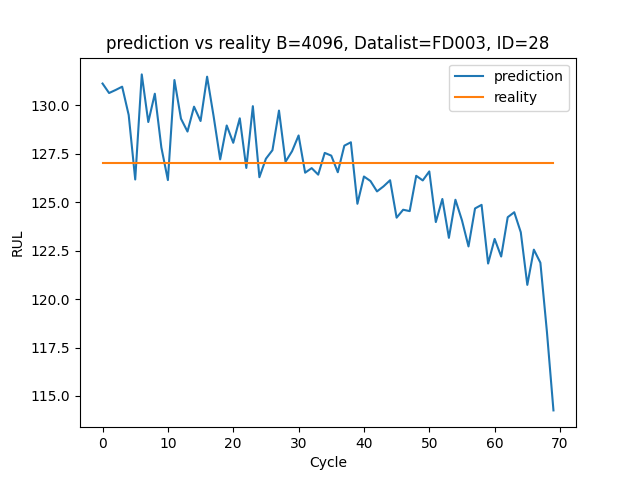 prediction vs reality B=4096, Datalist=FD003, ID=28
prediction
reality
130.0
127.5
125.0
122.5
120.0
117.5
115.0
RUL
0 10 20 30 40 50 60 70
Cycle